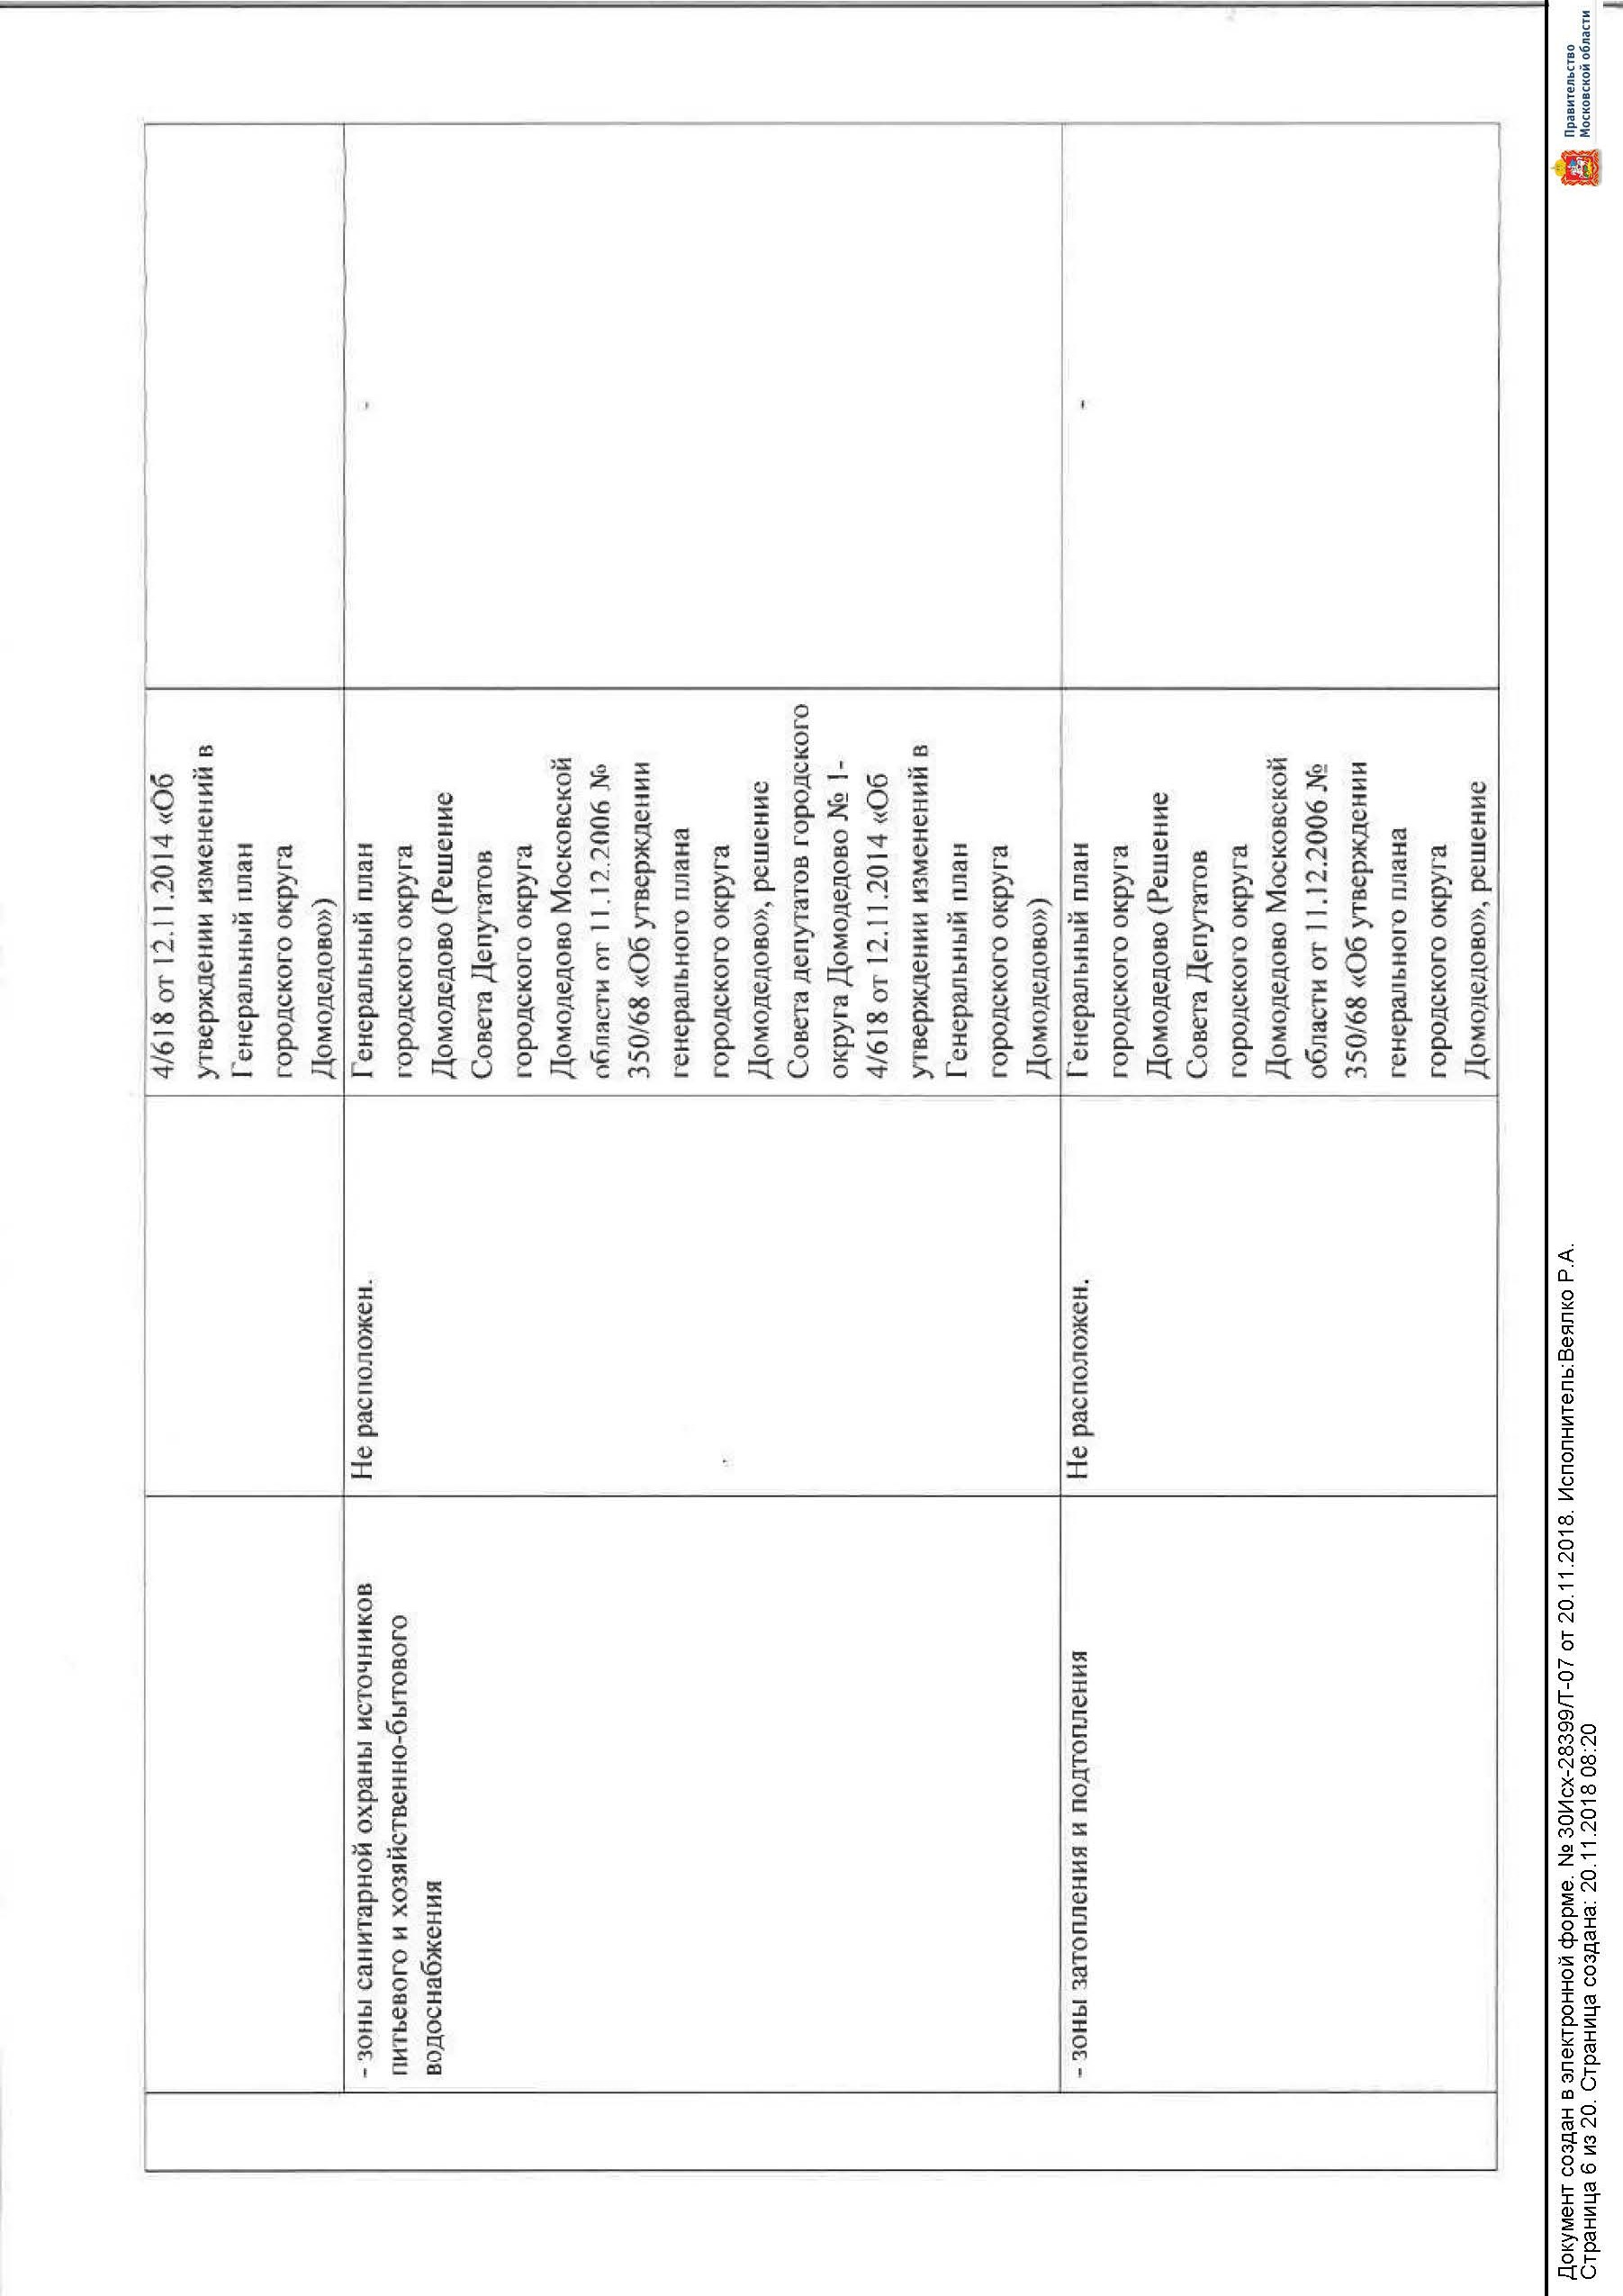 4/618 от 12.11.2014 «Об
утверждении изменений в
Генеральный план
городского округа
Домодедово»)
- зоны санитарной охраны источников
питьевого и хозяйственно-бытового
водоснабжения
Не расположен.
Генеральный план
городского округа
Домодедово (Решение
Совета Депутатов
городского округа
Домодедово Московской
области от 11.12.2006 №
350/68 «Об утверждении
генерального плана
городского округа
Домодедово», решение
Совета депутатов городского
округа Домодедово № 1-
4/618 от 12.11.2014 «Об
утверждении изменений в
Генеральный план
городского округа
Домодедово»)
-
- зоны затопления и подтопления
Не расположен.
Генеральный план
городского округа
Домодедово (Решение
Совета Депутатов
городского округа
Домодедово Московской
области от 11.12.2006 №
350/68 «Об утверждении
генерального плана
городского округа
Домодедово», решение
-
Документ создан в электронной форме. № 30Исх-28399/Т-07 от 20.11.2018. Исполнитель:Веялко Р.А.
Страница 6 из 20. Страница создана: 20.11.2018 08:20
Правительство
Московской области